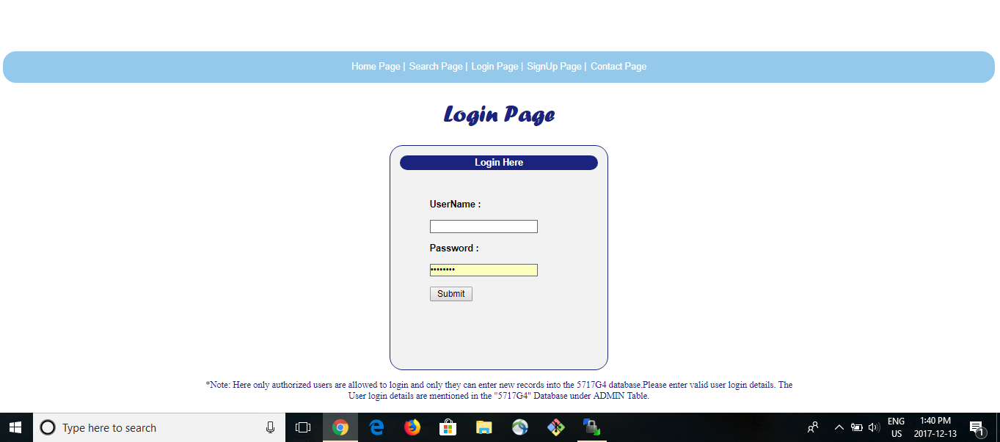 Home Page | Search Page | Login Page | SignUp Page | Contact Page
Login Page
Login Here
UserName :
Password :
••••••••
Submit
*Note: Here only authorized users are allowed to login and only they can enter new records into the 5717G4 database.Please enter valid user login details. The
User login details are mentioned in the "5717G4" Database under ADMIN Table.
Type here to search
ENG
US
1:40 PM
2017-12-13
1